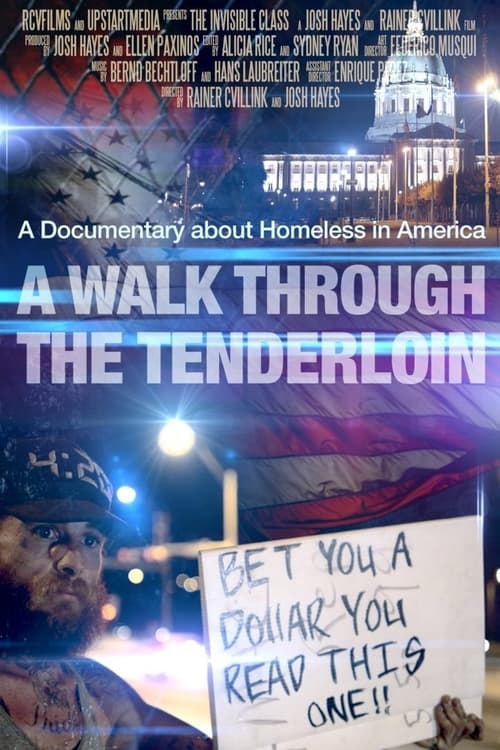 RCVFILMS AND UPSTARTMEDIA PRESENTS THE INVISIBLE CLASS A JOSH HAYES AND RAINER CVILLINK FILM
PRODUCED BY JOSH HAYES AND ELLEN PAXINOS EDITED BY ALICIA RICE AND SYDNEY RYAN ART DIRECTOR FEDERICO MUSQUI
MUSIC BY BERND BECHTLOFF AND HANS LAUBREITER ASSISTANT DIRECTOR ENRIQUE
DIRECTED BY RAINER CVILLINK AND JOSH HAYES
A Documentary about Homeless in America
A WALK THROUGH
THE TENDERLOIN
4:20
BET YOU A
DOLLAR YOU
READ THIS
ONE!!